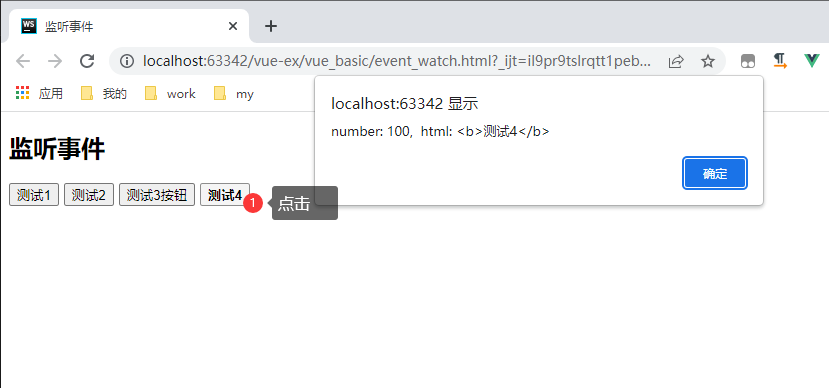 WS 监听事件
localhost:63342/vue-ex/vue_basic/event_watch.html?_ijt=il9pr9tslrqtt1peb...
应用 我的 work my
localhost:63342 显示
number: 100, html: <b>测试4</b>
确定
监听事件
测试1 测试2 测试3按钮 测试4
1 点击